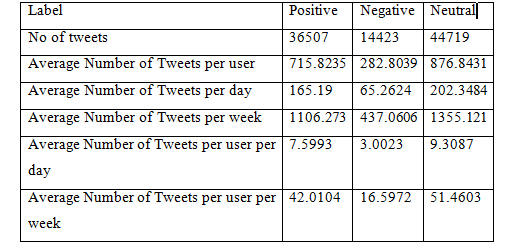 Label Positive Negative Neutral
No of tweets 36507 14423 44719
Average Number of Tweets per user 715.8235 282.8039 876.8431
Average Number of Tweets per day 165.19 65.2624 202.3484
Average Number of Tweets per week 1106.273 437.0606 1355.121
Average Number of Tweets per user per 7.5993 3.0023 9.3087
day
Average Number of Tweets per user per 42.0104 16.5972 51.4603
week